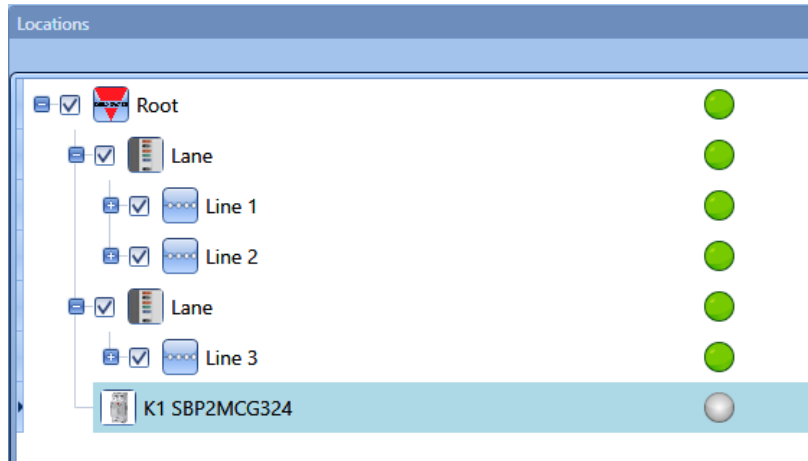 Locations
Root
Lane
Line 1
Line 2
Lane
Line 3
K1 SBP2MCG324